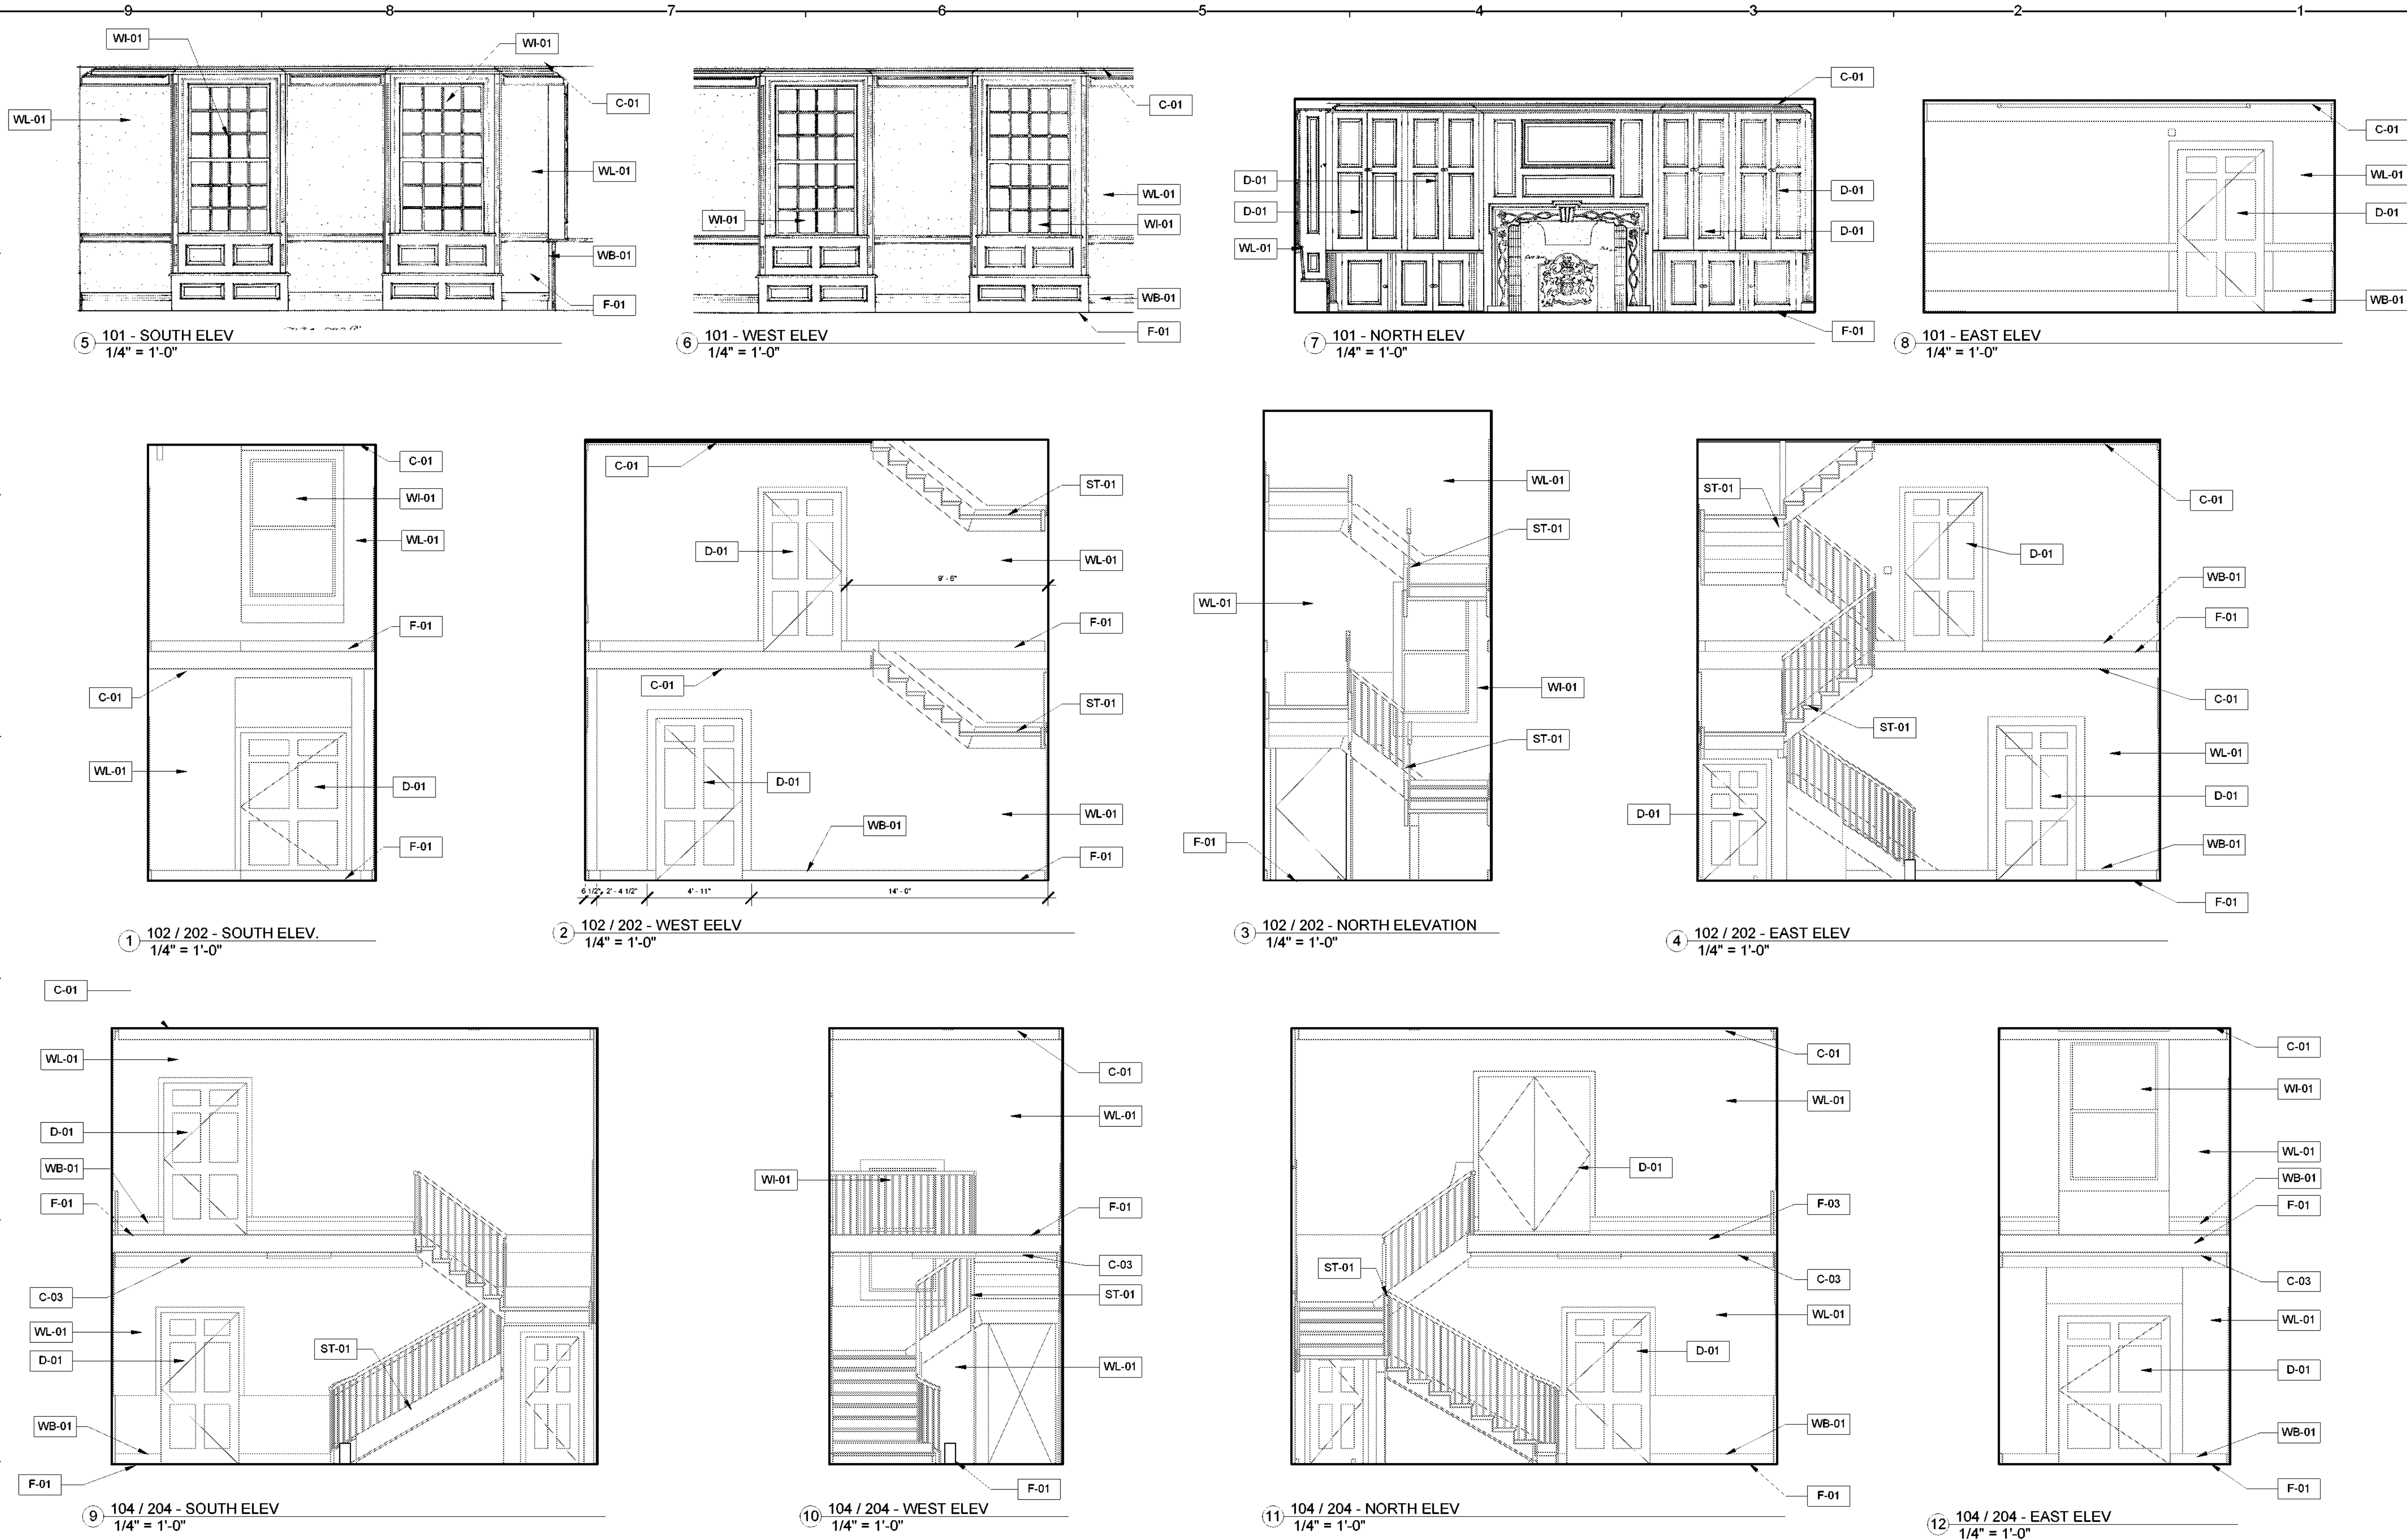 9 8 7 6 5 4 3 2 1
WI-01
WI-01
C-01
WL-01
WL-01
WB-01
F-01
5 101 - SOUTH ELEV
1/4" = 1'-0"
C-01
WL-01
WI-01
WI-01
WB-01
F-01
6 101 - WEST ELEV
1/4" = 1'-0"
C-01
D-01
D-01
D-01
D-01
WL-01
F-01
7 101 - NORTH ELEV
1/4" = 1'-0"
C-01
WL-01
D-01
WB-01
8 101 - EAST ELEV
1/4" = 1'-0"
C-01
WI-01
WL-01
F-01
C-01
WL-01
D-01
F-01
1 102 / 202 - SOUTH ELEV.
1/4" = 1'-0"
C-01
ST-01
D-01
WL-01
9' - 6"
F-01
C-01
ST-01
D-01
WL-01
WB-01
F-01
6 1/2" 2' - 4 1/2" 4' - 11" 14' - 0"
2 102 / 202 - WEST EELV
1/4" = 1'-0"
WL-01
ST-01
WL-01
WI-01
ST-01
F-01
3 102 / 202 - NORTH ELEVATION
1/4" = 1'-0"
ST-01
C-01
D-01
WB-01
F-01
C-01
ST-01
WL-01
D-01
D-01
WB-01
F-01
4 102 / 202 - EAST ELEV
1/4" = 1'-0"
C-01
WL-01
D-01
WB-01
F-01
C-03
WL-01
ST-01
D-01
WB-01
F-01
9 104 / 204 - SOUTH ELEV
1/4" = 1'-0"
C-01
WL-01
WI-01
F-01
C-03
ST-01
WL-01
F-01
10 104 / 204 - WEST ELEV
1/4" = 1'-0"
C-01
WL-01
D-01
F-03
ST-01
C-03
WL-01
D-01
WB-01
F-01
11 104 / 204 - NORTH ELEV
1/4" = 1'-0"
C-01
WI-01
WL-01
WB-01
F-01
C-03
WL-01
D-01
WB-01
F-01
12 104 / 204 - EAST ELEV
1/4" = 1'-0"